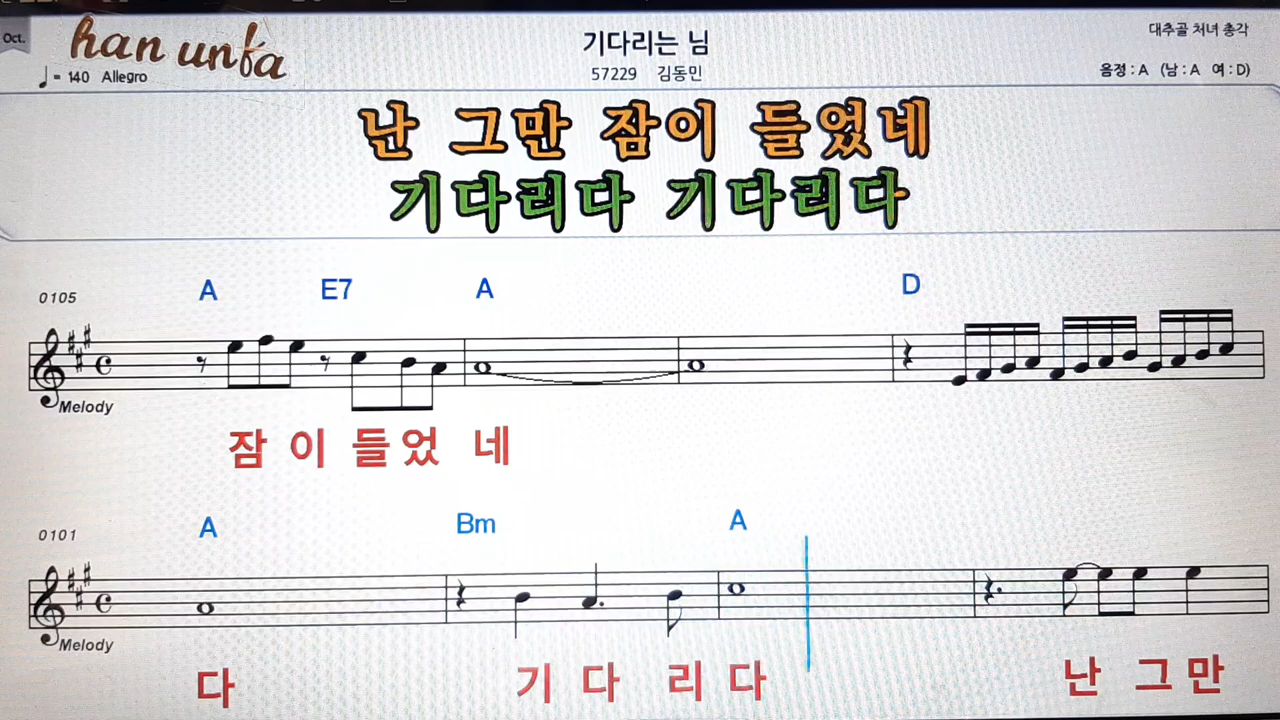 Oct.
han unfa
♩= 140 Allegro
기다리는 님
57229 김동민
대추골 처녀 총각
음정 : A (남 : A 여 : D)
난 그만 잠이 들였네
기다리다 기다리다
0105
A E7 A D
Melody
잠 이 들 었 네
0101
A Bm A
Melody
다 기 다 리 다 난 그 만